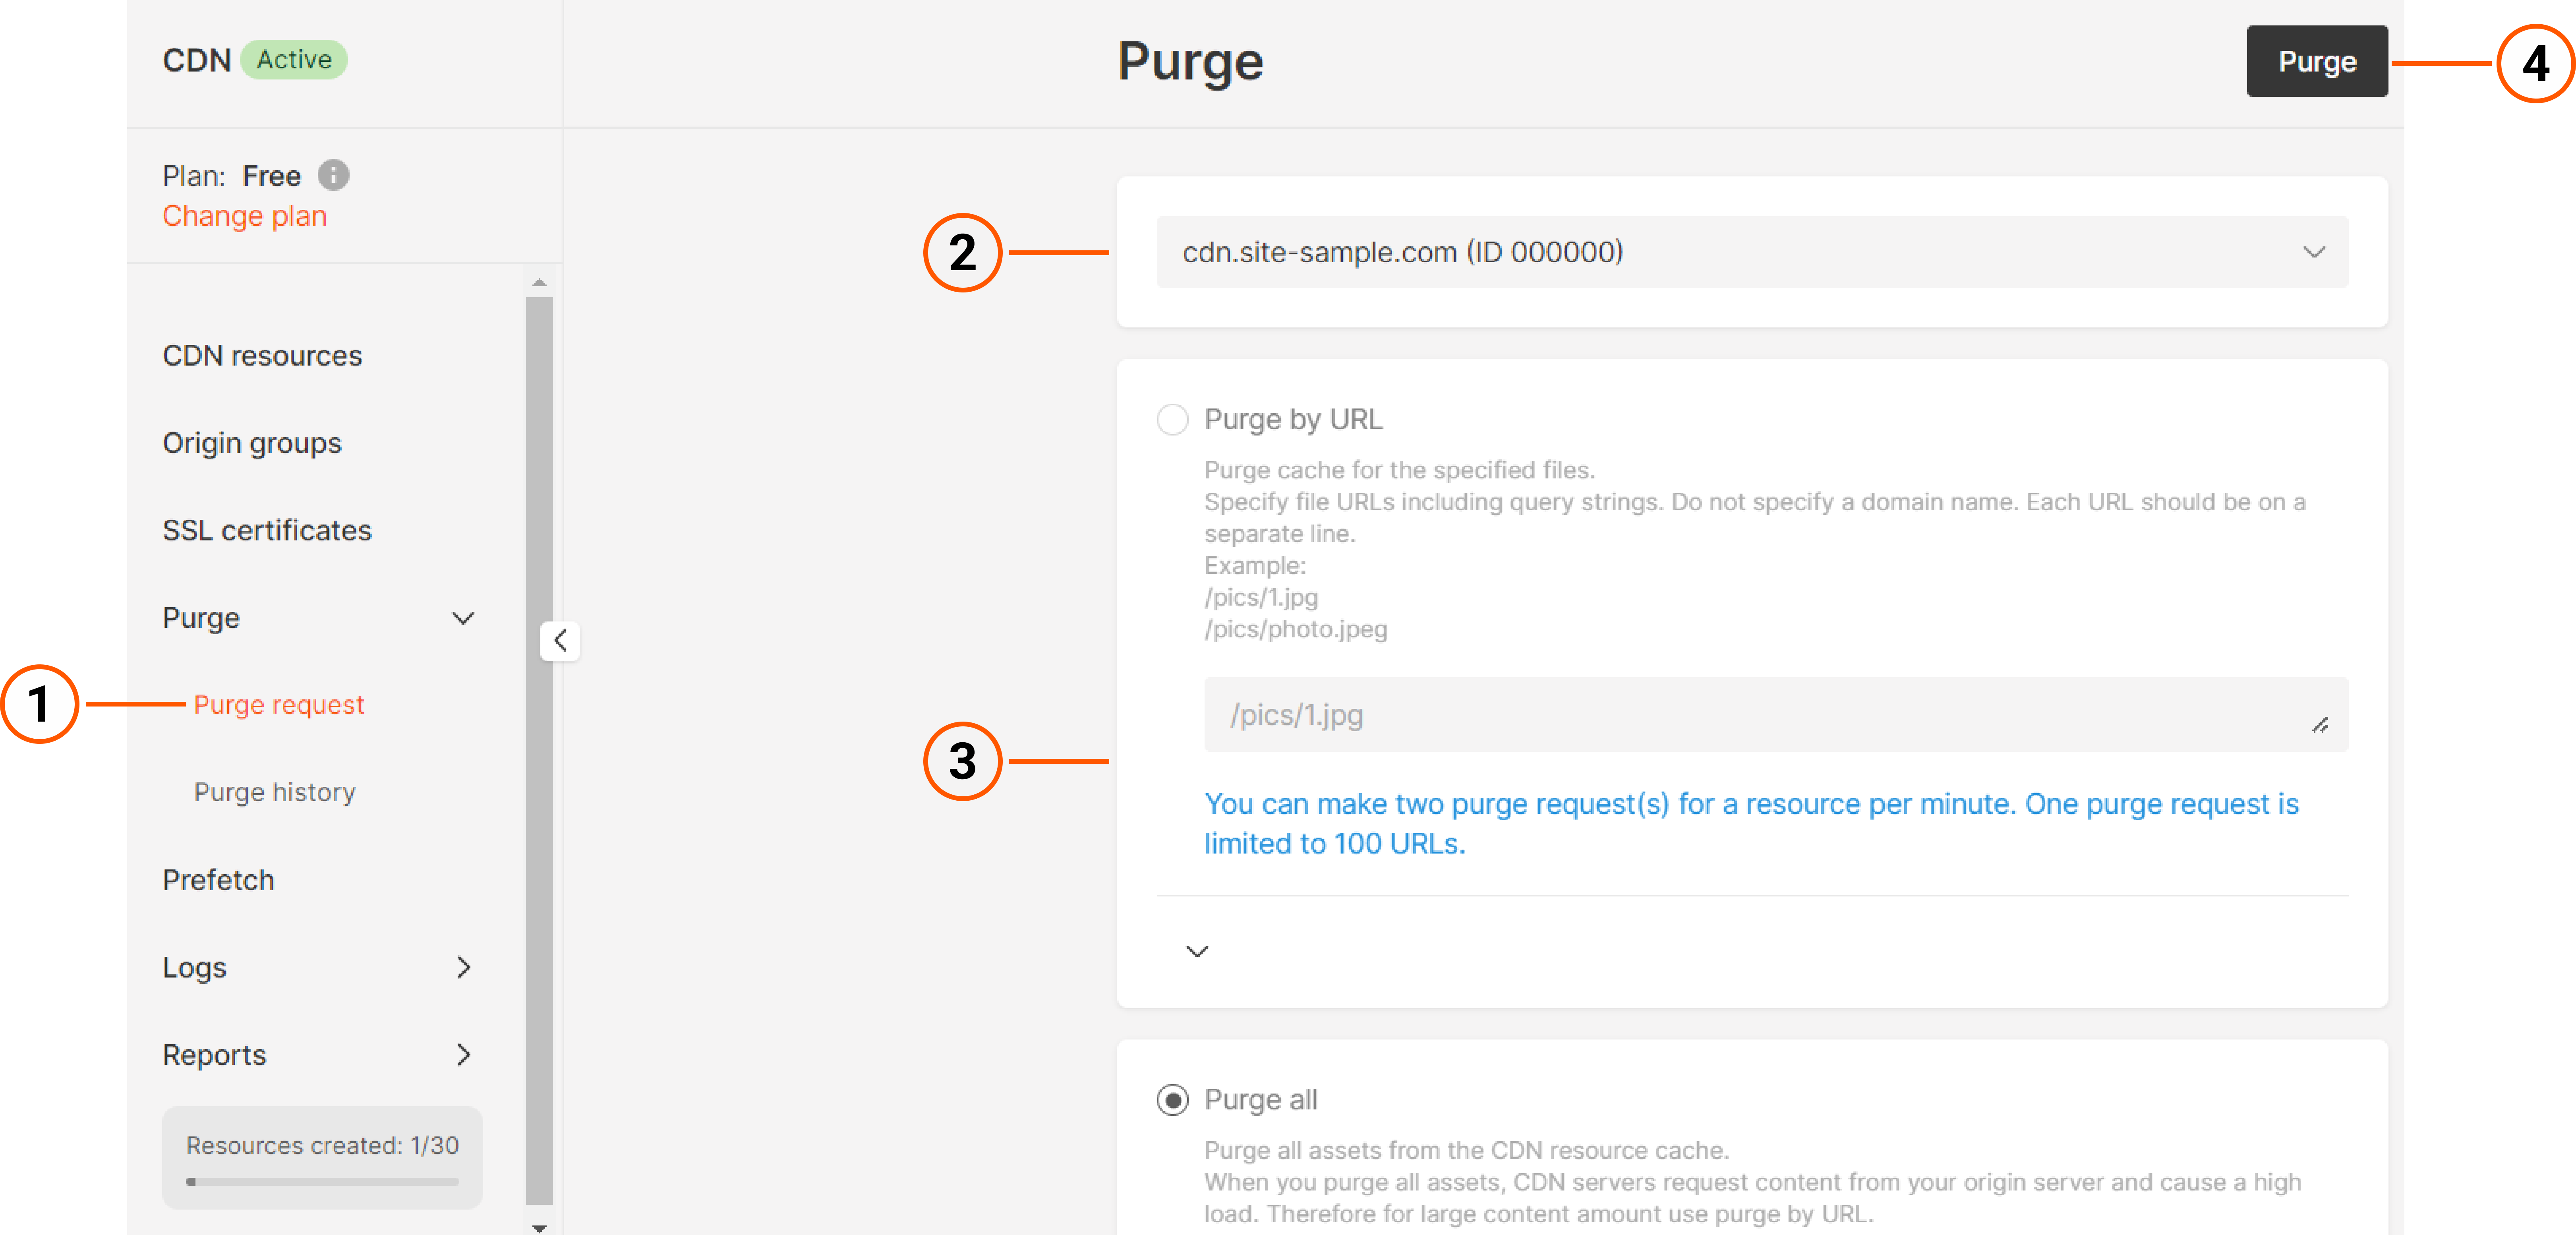 CDN Active
Plan: Free
Change plan
CDN resources
Origin groups
SSL certificates
Purge
1
Purge request
Purge history
Prefetch
Logs
Reports
Resources created: 1/30
Purge
Purge
4
2
cdn.site-sample.com (ID 000000)
3
Purge by URL
Purge cache for the specified files.
Specify file URLs including query strings. Do not specify a domain name. Each URL should be on a
separate line.
Example:
/pics/1.jpg
/pics/photo.jpeg
/pics/1.jpg
You can make two purge request(s) for a resource per minute. One purge request is
limited to 100 URLs.
Purge all
Purge all assets from the CDN resource cache.
When you purge all assets, CDN servers request content from your origin server and cause a high
load. Therefore for large content amount use purge by URL.